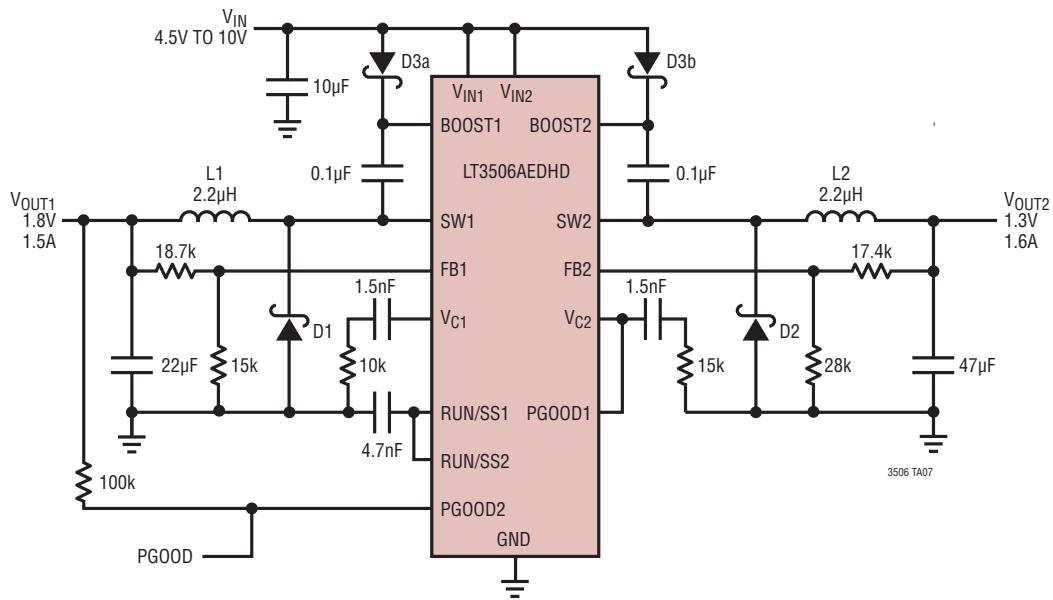 VIN
4.5V TO 10V
D3a
D3b
10µF
VIN1
VIN2
BOOST1
BOOST2
LT3506AEDHD
0.1µF
0.1µF
L1
2.2µH
L2
2.2µH
VOUT1
1.8V
1.5A
SW1
SW2
VOUT2
1.3V
1.6A
18.7k
17.4k
FB1
FB2
1.5nF
1.5nF
VC1
VC2
D1
D2
22µF
15k
10k
15k
28k
47µF
RUN/SS1
PGOOD1
4.7nF
RUN/SS2
3506 TA07
100k
PGOOD2
GND
PGOOD